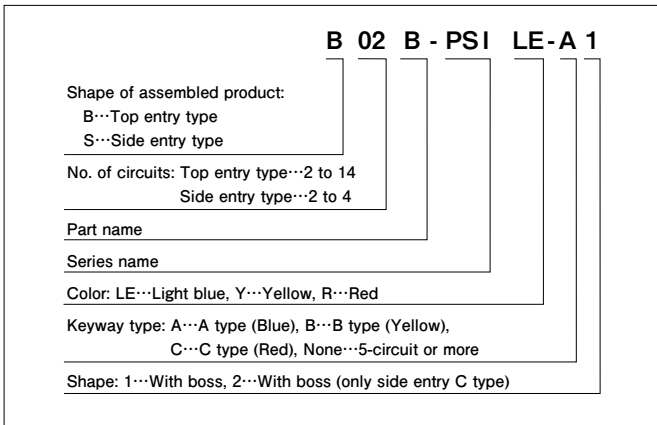 B 02 B - PSI LE - A 1
Shape of assembled product:
B…Top entry type
S…Side entry type
No. of circuits: Top entry type…2 to 14
Side entry type…2 to 4
Part name
Series name
Color: LE…Light blue, Y…Yellow, R…Red
Keyway type: A…A type (Blue), B…B type (Yellow),
C…C type (Red), None…5-circuit or more
Shape: 1…With boss, 2…With boss (only side entry C type)